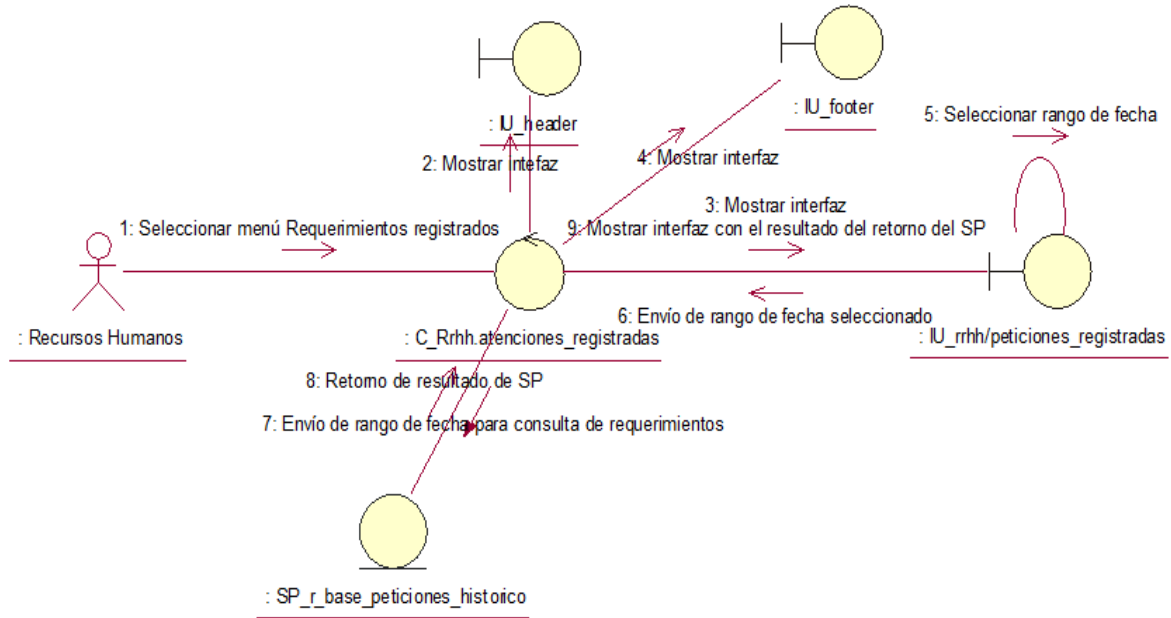 : IU_header
: IU_footer
5: Seleccionar rango de fecha
2: Mostrar intefaz
4: Mostrar interfaz
3: Mostrar interfaz
1: Seleccionar menú Requerimientos registrados
9: Mostrar interfaz con el resultado del retorno del SP
6: Envío de rango de fecha seleccionado
: Recursos Humanos
: C_Rrhh.atenciones_registradas
: IU_rrhh/peticiones_registradas
8: Retorno de resultado de SP
7: Envío de rango de fecha para consulta de requerimientos
: SP_r_base_peticiones_historico